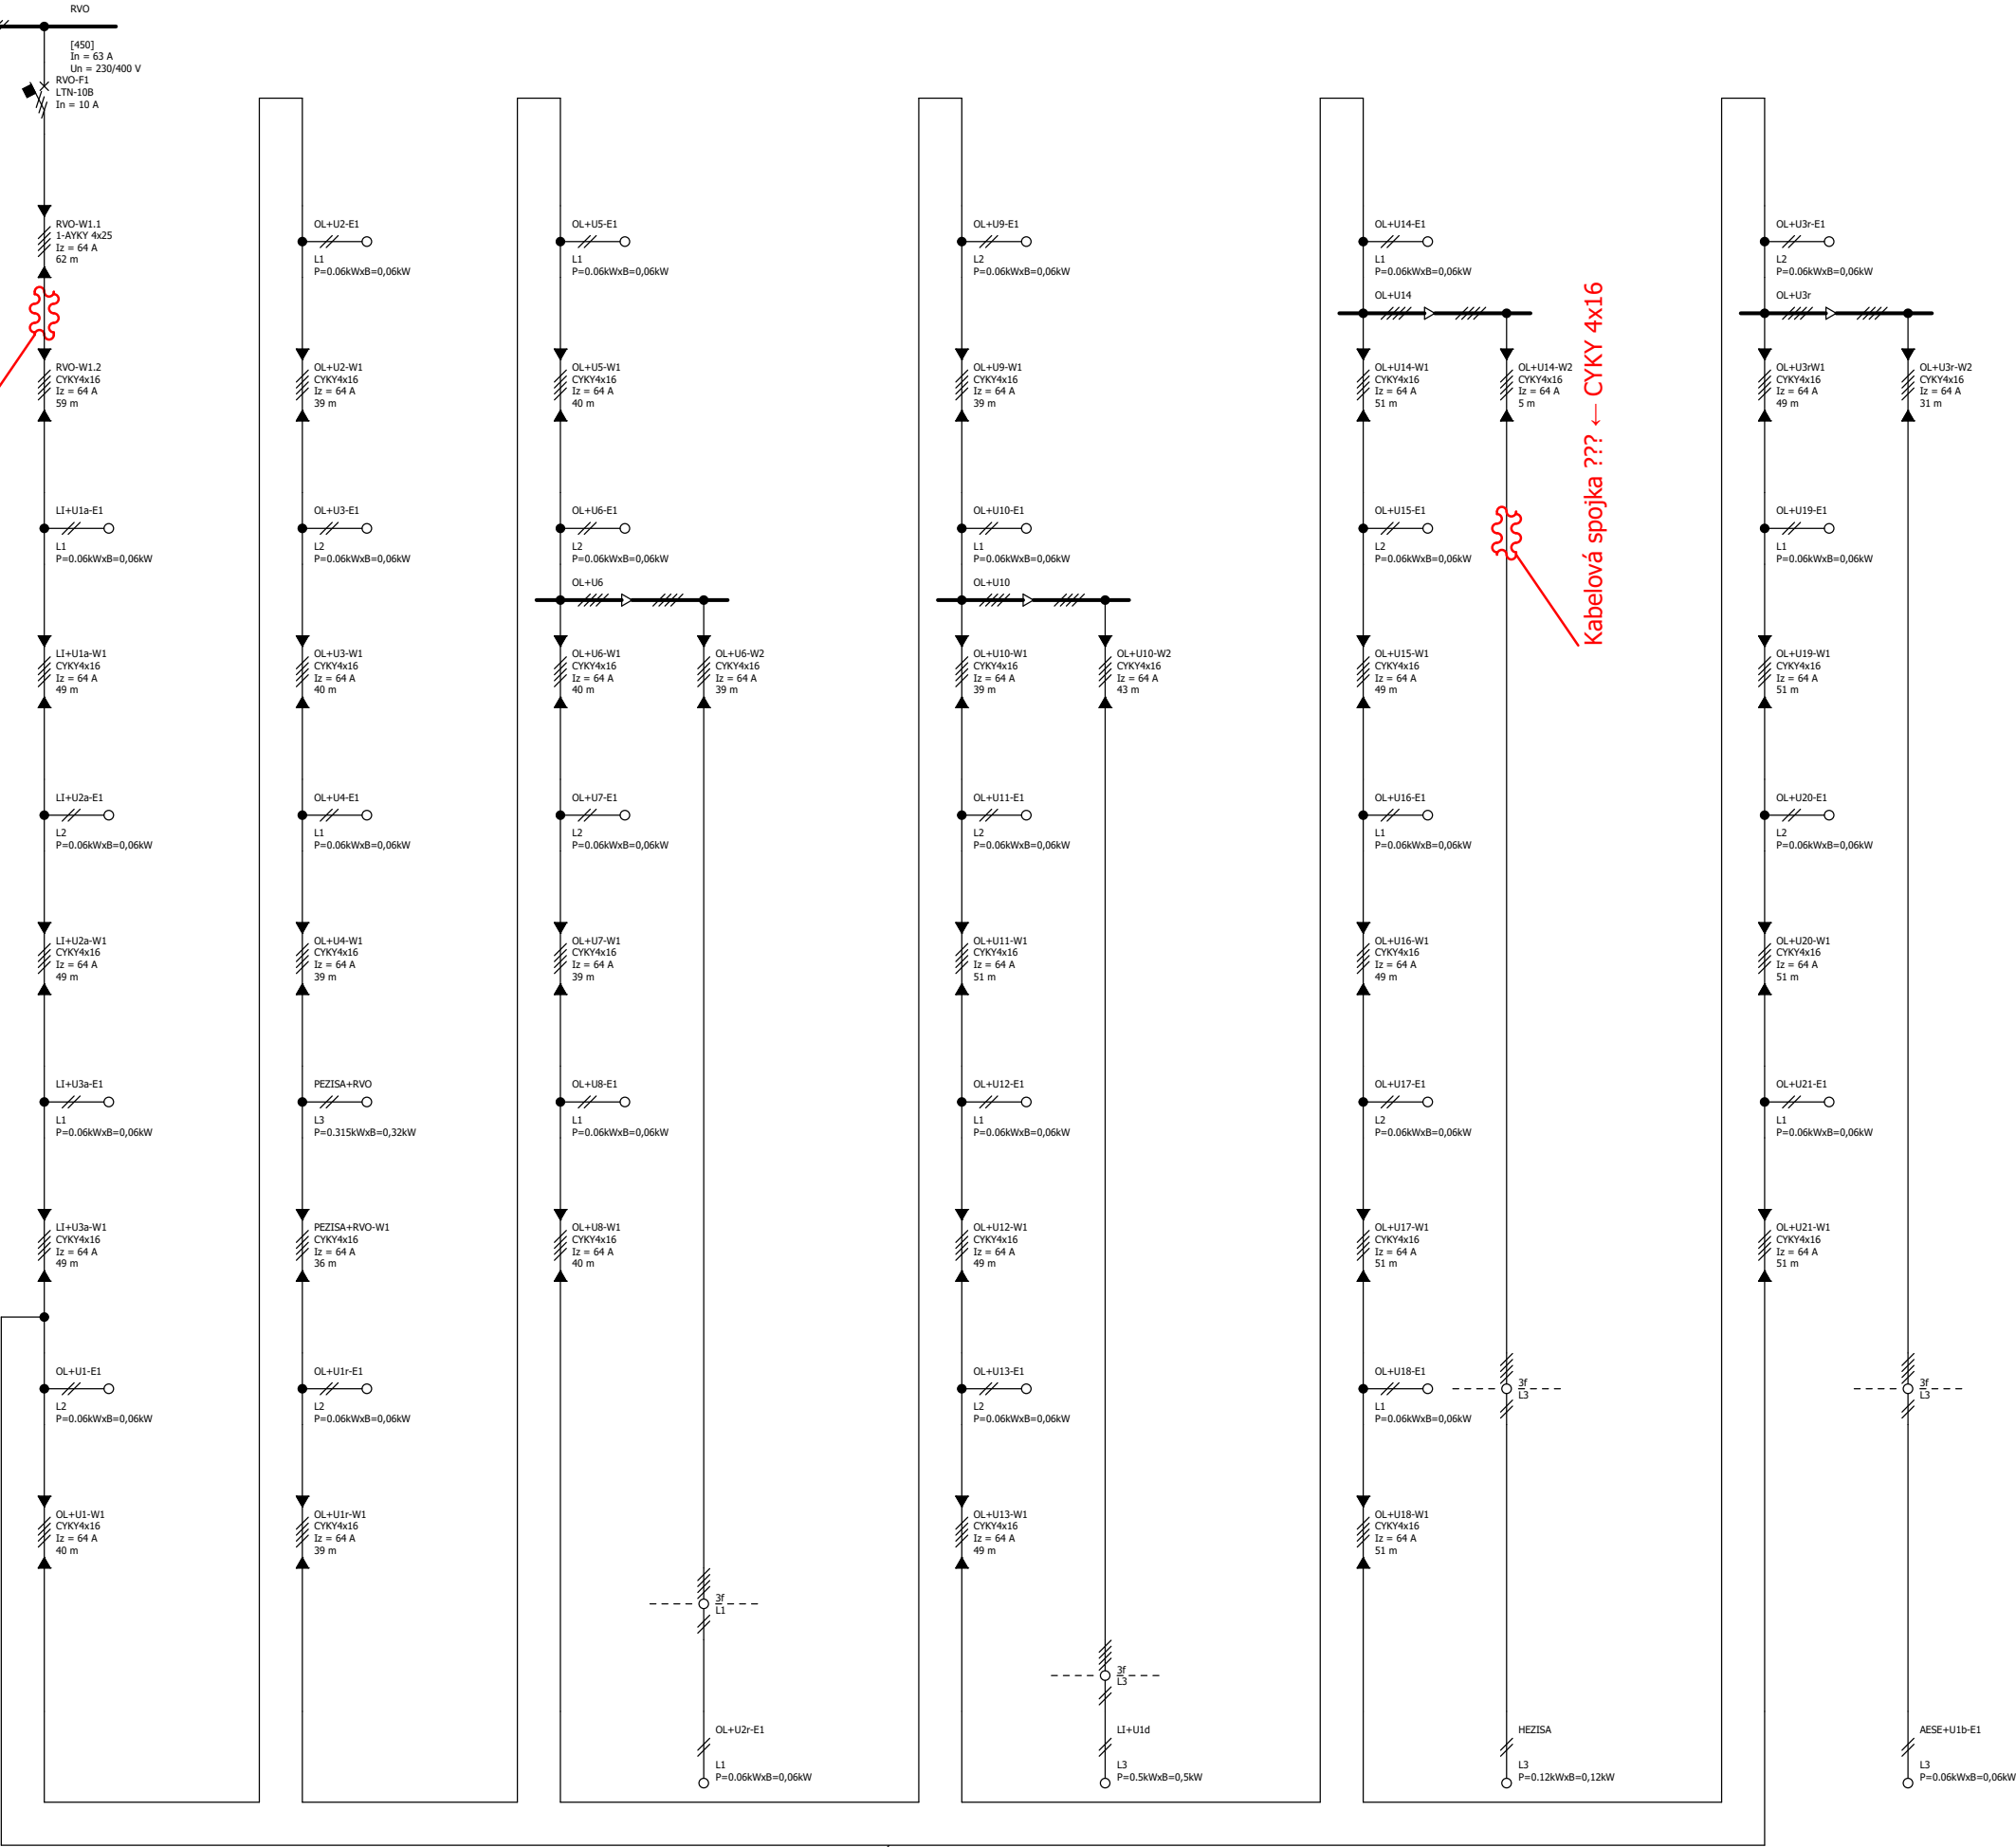 RVO
[450]
In = 63 A
Un = 230/400 V
RVO-F1
LTN-10B
In = 10 A
RVO-W1.1
1-AYKY 4x25
Iz = 64 A
62 m
RVO-W1.2
CYKY4x16
Iz = 64 A
59 m
LI+U1a-E1
L1
P=0.06kWxB=0,06kW
LI+U1a-W1
CYKY4x16
Iz = 64 A
49 m
LI+U2a-E1
L2
P=0.06kWxB=0,06kW
LI+U2a-W1
CYKY4x16
Iz = 64 A
49 m
LI+U3a-E1
L1
P=0.06kWxB=0,06kW
LI+U3a-W1
CYKY4x16
Iz = 64 A
49 m
OL+U1-E1
L2
P=0.06kWxB=0,06kW
OL+U1-W1
CYKY4x16
Iz = 64 A
40 m
OL+U2-E1
L1
P=0.06kWxB=0,06kW
OL+U2-W1
CYKY4x16
Iz = 64 A
39 m
OL+U3-E1
L2
P=0.06kWxB=0,06kW
OL+U3-W1
CYKY4x16
Iz = 64 A
40 m
OL+U4-E1
L1
P=0.06kWxB=0,06kW
OL+U4-W1
CYKY4x16
Iz = 64 A
39 m
PEZISA+RVO
L3
P=0.315kWxB=0,32kW
PEZISA+RVO-W1
CYKY4x16
Iz = 64 A
36 m
OL+U1r-E1
L2
P=0.06kWxB=0,06kW
OL+U1r-W1
CYKY4x16
Iz = 64 A
39 m
OL+U5-E1
L1
P=0.06kWxB=0,06kW
OL+U5-W1
CYKY4x16
Iz = 64 A
40 m
OL+U6-E1
L2
P=0.06kWxB=0,06kW
OL+U6
OL+U6-W1
CYKY4x16
Iz = 64 A
40 m
OL+U7-E1
L2
P=0.06kWxB=0,06kW
OL+U7-W1
CYKY4x16
Iz = 64 A
39 m
OL+U8-E1
L1
P=0.06kWxB=0,06kW
OL+U8-W1
CYKY4x16
Iz = 64 A
40 m
OL+U6-W2
CYKY4x16
Iz = 64 A
39 m
3f
L1
OL+U2r-E1
L1
P=0.06kWxB=0,06kW
OL+U9-E1
L2
P=0.06kWxB=0,06kW
OL+U9-W1
CYKY4x16
Iz = 64 A
39 m
OL+U10-E1
L1
P=0.06kWxB=0,06kW
OL+U10
OL+U10-W1
CYKY4x16
Iz = 64 A
39 m
OL+U11-E1
L2
P=0.06kWxB=0,06kW
OL+U11-W1
CYKY4x16
Iz = 64 A
51 m
OL+U12-E1
L1
P=0.06kWxB=0,06kW
OL+U12-W1
CYKY4x16
Iz = 64 A
49 m
OL+U13-E1
L2
P=0.06kWxB=0,06kW
OL+U13-W1
CYKY4x16
Iz = 64 A
49 m
OL+U10-W2
CYKY4x16
Iz = 64 A
43 m
3f
L3
LI+U1d
L3
P=0.5kWxB=0,5kW
OL+U14-E1
L1
P=0.06kWxB=0,06kW
OL+U14
OL+U14-W1
CYKY4x16
Iz = 64 A
51 m
OL+U15-E1
L2
P=0.06kWxB=0,06kW
OL+U15-W1
CYKY4x16
Iz = 64 A
49 m
OL+U16-E1
L1
P=0.06kWxB=0,06kW
OL+U16-W1
CYKY4x16
Iz = 64 A
49 m
OL+U17-E1
L2
P=0.06kWxB=0,06kW
OL+U17-W1
CYKY4x16
Iz = 64 A
51 m
OL+U18-E1
L1
P=0.06kWxB=0,06kW
OL+U18-W1
CYKY4x16
Iz = 64 A
51 m
OL+U14-W2
CYKY4x16
Iz = 64 A
5 m
Kabelová spojka ??? ← CYKY 4x16
3f
L3
HEZISA
L3
P=0.12kWxB=0,12kW
OL+U3r-E1
L2
P=0.06kWxB=0,06kW
OL+U3r
OL+U3rW1
CYKY4x16
Iz = 64 A
49 m
OL+U19-E1
L1
P=0.06kWxB=0,06kW
OL+U19-W1
CYKY4x16
Iz = 64 A
51 m
OL+U20-E1
L2
P=0.06kWxB=0,06kW
OL+U20-W1
CYKY4x16
Iz = 64 A
51 m
OL+U21-E1
L1
P=0.06kWxB=0,06kW
OL+U21-W1
CYKY4x16
Iz = 64 A
51 m
OL+U3r-W2
CYKY4x16
Iz = 64 A
31 m
3f
L3
AESE+U1b-E1
L3
P=0.06kWxB=0,06kW